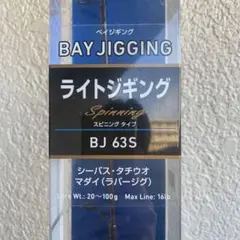 ベイジギング
BAY JIGGING
ライトジギング
Spinning
スピニング タイプ
BJ 63S
シーバス・タチウオ
マダイ(ラバージグ)
Lure Wt.: 20～100g Max Line: 16lb